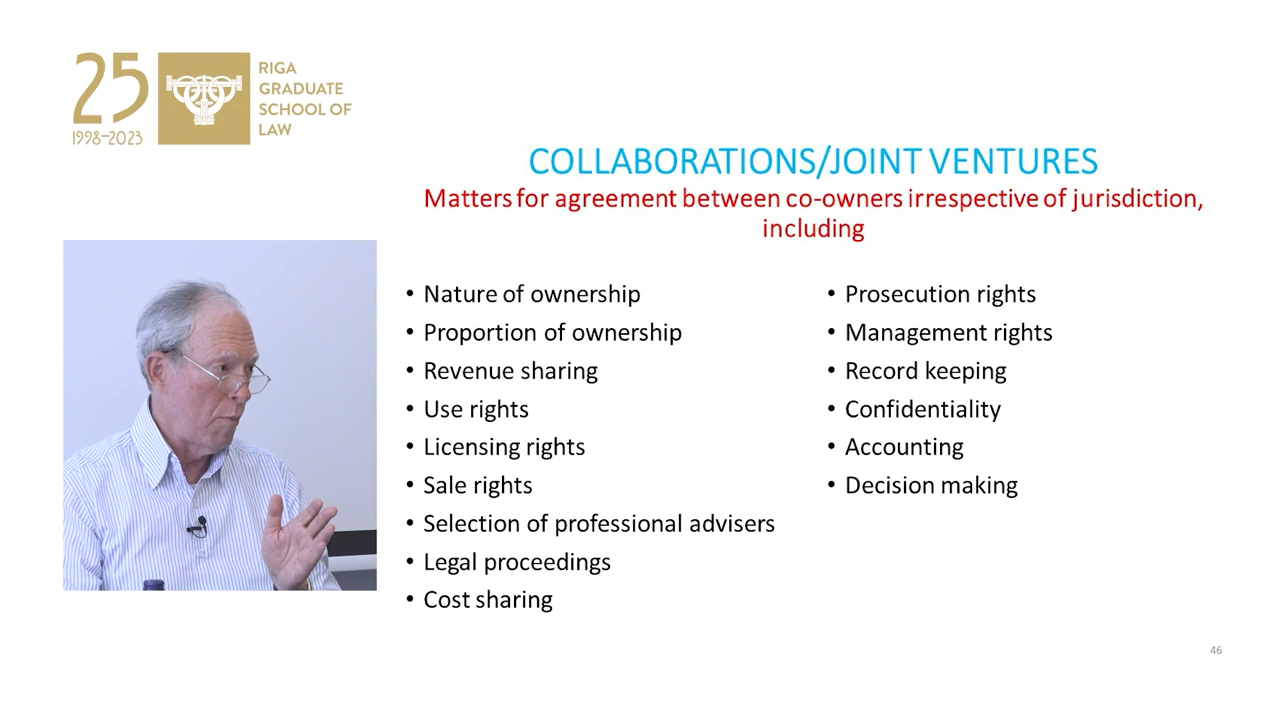 25
1998–2023
RIGA
GRADUATE
SCHOOL OF
LAW
COLLABORATIONS/JOINT VENTURES
Matters for agreement between co-owners irrespective of jurisdiction,
including
• Nature of ownership
• Proportion of ownership
• Revenue sharing
• Use rights
• Licensing rights
• Sale rights
• Selection of professional advisers
• Legal proceedings
• Cost sharing
• Prosecution rights
• Management rights
• Record keeping
• Confidentiality
• Accounting
• Decision making
46